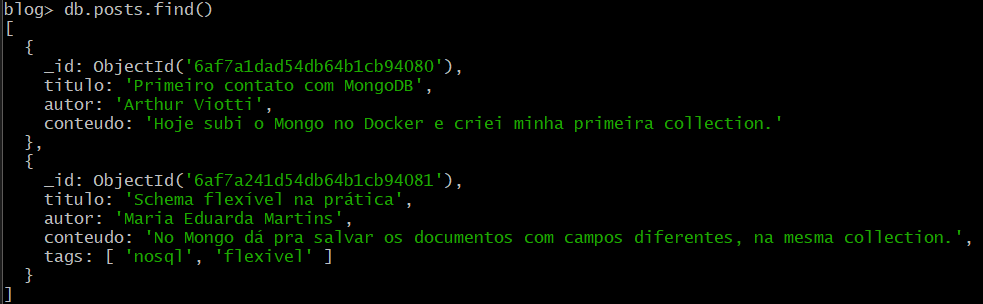 blog> db.posts.find()
[
  {
    _id: ObjectId('6af7a1dad54db64b1cb94080'),
    titulo: 'Primeiro contato com MongoDB',
    autor: 'Arthur Viotti',
    conteudo: 'Hoje subi o Mongo no Docker e criei minha primeira collection.'
  },
  {
    _id: ObjectId('6af7a241d54db64b1cb94081'),
    titulo: 'Schema flexível na prática',
    autor: 'Maria Eduarda Martins',
    conteudo: 'No Mongo dá pra salvar os documentos com campos diferentes, na mesma collection.',
    tags: [ 'nosql', 'flexivel' ]
  }
]